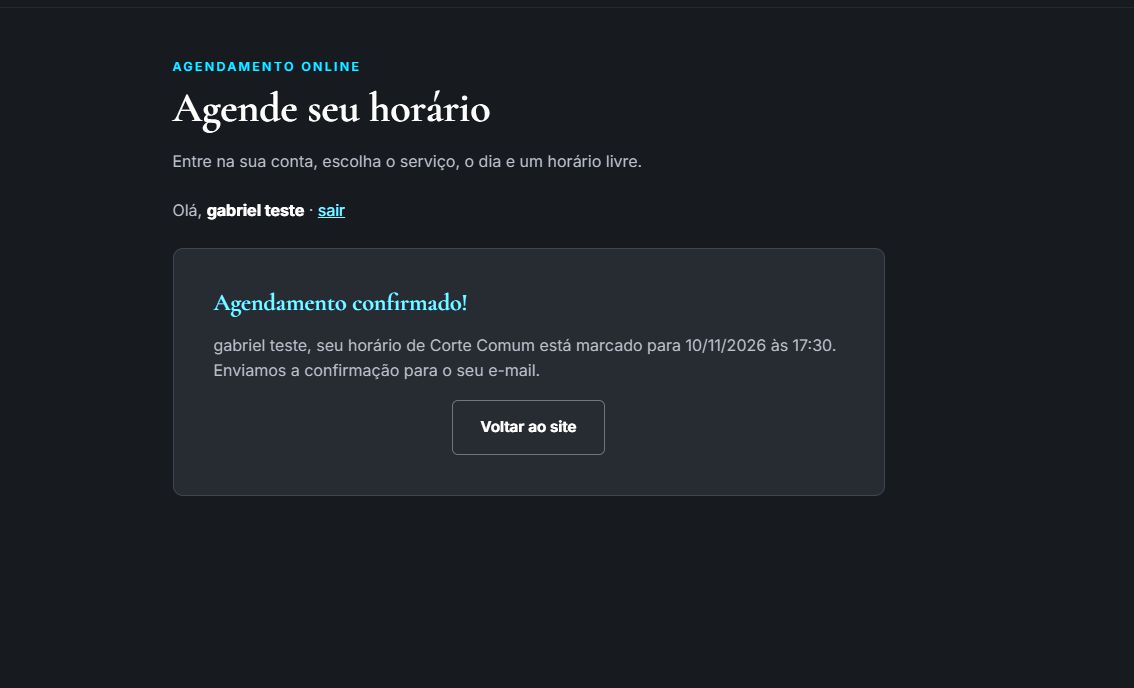 AGENDAMENTO ONLINE
Agende seu horário
Entre na sua conta, escolha o serviço, o dia e um horário livre.
Olá, gabriel teste · sair
Agendamento confirmado!
gabriel teste, seu horário de Corte Comum está marcado para 10/11/2026 às 17:30.
Enviamos a confirmação para o seu e-mail.
Voltar ao site